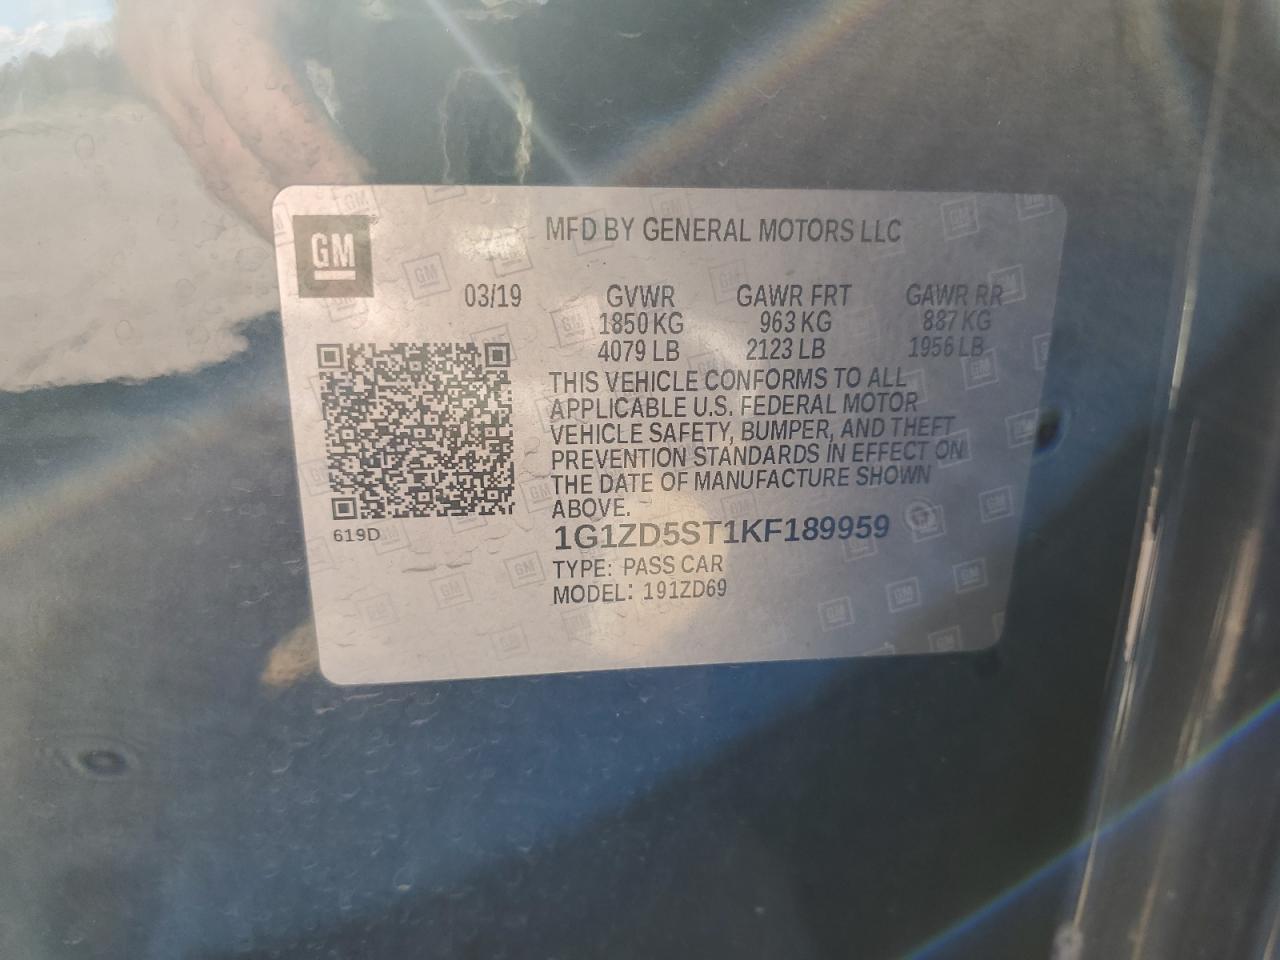 GM
MFD BY GENERAL MOTORS LLC
03/19 GVWR GAWR FRT GAWR RR
1850 KG 963 KG 887 KG
4079 LB 2123 LB 1956 LB
THIS VEHICLE CONFORMS TO ALL
APPLICABLE U.S. FEDERAL MOTOR
VEHICLE SAFETY, BUMPER, AND THEFT
PREVENTION STANDARDS IN EFFECT ON
THE DATE OF MANUFACTURE SHOWN
ABOVE.
619D
1G1ZD5ST1KF189959
TYPE: PASS CAR
MODEL: 191ZD69